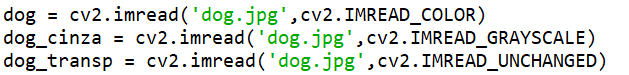 dog = cv2.imread('dog.jpg',cv2.IMREAD_COLOR)
dog_cinza = cv2.imread('dog.jpg',cv2.IMREAD_GRAYSCALE)
dog_transp = cv2.imread('dog.jpg',cv2.IMREAD_UNCHANGED)